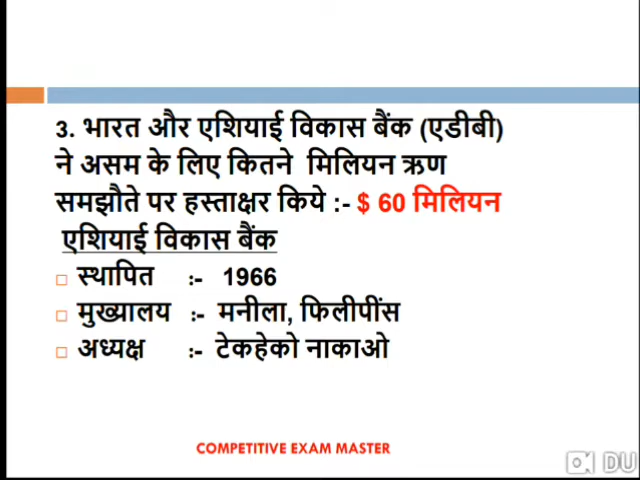 3. भारत और एशियाई विकास बैंक (एडीबी)
ने असम के लिए कितने मिलियन ऋण
समझौते पर हस्ताक्षर किये :- $ 60 मिलियन
एशियाई विकास बैंक
स्थापित :- 1966
मुख्यालय :- मनीला, फिलीपींस
अध्यक्ष :- टेकहेको नाकाओ
COMPETITIVE EXAM MASTER
DU